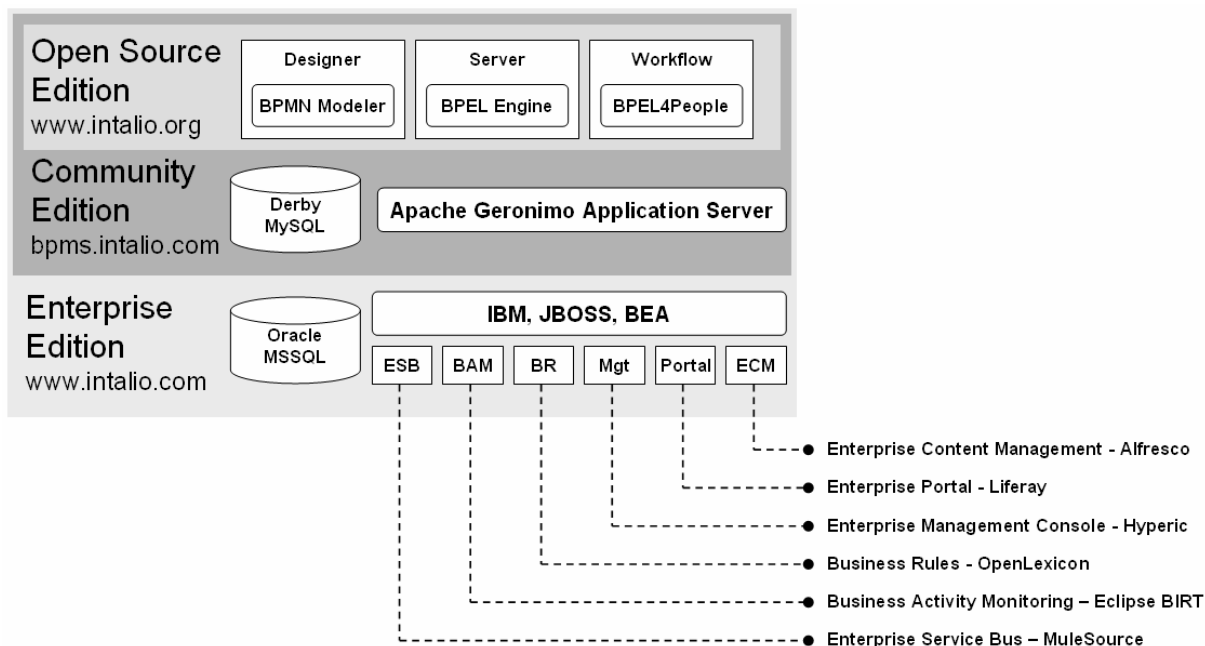 Open Source
Edition
www.intalio.org
Designer
BPMN Modeler
Server
BPEL Engine
Workflow
BPEL4People
Community
Edition
bpms.intalio.com
Derby
MySQL
Apache Geronimo Application Server
Enterprise
Edition
www.intalio.com
Oracle
MSSQL
IBM, JBOSS, BEA
ESB
BAM
BR
Mgt
Portal
ECM
Enterprise Content Management - Alfresco
Enterprise Portal - Liferay
Enterprise Management Console - Hyperic
Business Rules - OpenLexicon
Business Activity Monitoring – Eclipse BIRT
Enterprise Service Bus – MuleSource